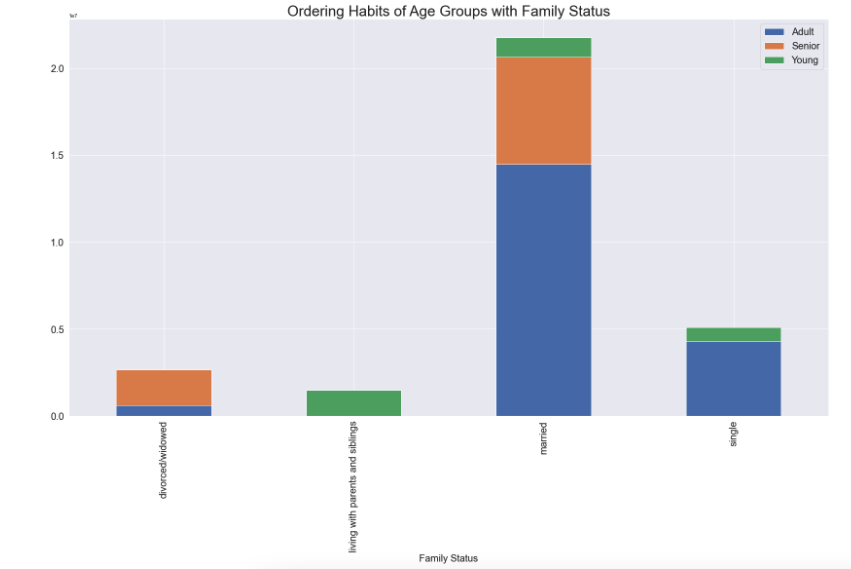 Ordering Habits of Age Groups with Family Status
1e7
Adult
Senior
Young
2.0
1.5
1.0
0.5
0.0
divorced/widowed
living with parents and siblings
married
single
Family Status